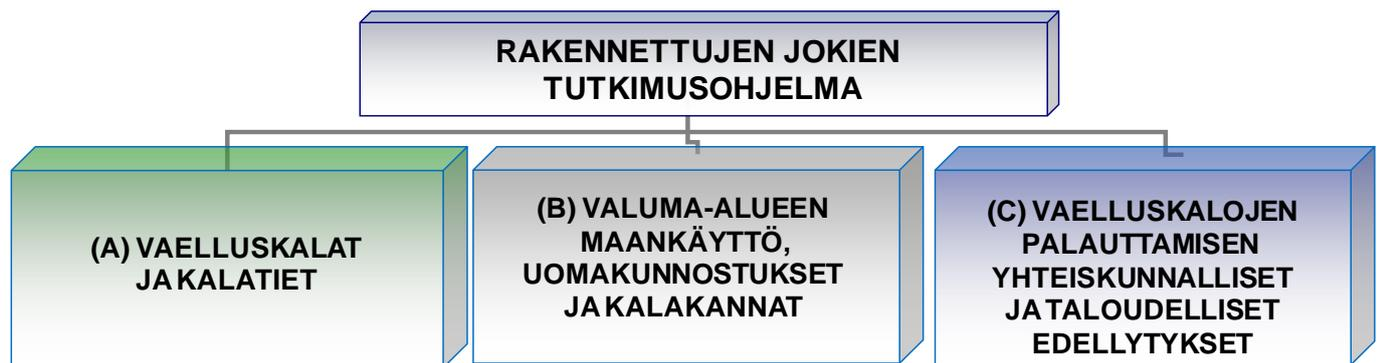 RAKENNETTUJEN JOKIEN
TUTKIMUSOHJELMA
(A) VAELLUSKALAT
JA KALATIET
(B) VALUMA-ALUEEN
MAANKÄYTTÖ,
UOMAKUNNOSTUKSET
JA KALAKANNAT
(C) VAELLUSKALOJEN
PALAUTTAMISEN
YHTEISKUNNALLISET
JA TALOUDELLISET
EDELLYTYKSET